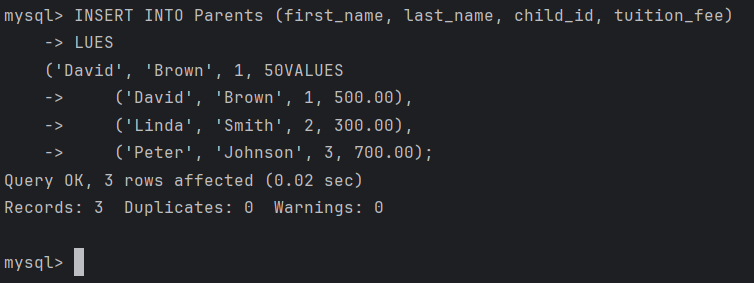 mysql> INSERT INTO Parents (first_name, last_name, child_id, tuition_fee)
    -> LUES
    ('David', 'Brown', 1, 50VALUES
    ->     ('David', 'Brown', 1, 500.00),
    ->     ('Linda', 'Smith', 2, 300.00),
    ->     ('Peter', 'Johnson', 3, 700.00);
Query OK, 3 rows affected (0.02 sec)
Records: 3  Duplicates: 0  Warnings: 0
mysql>